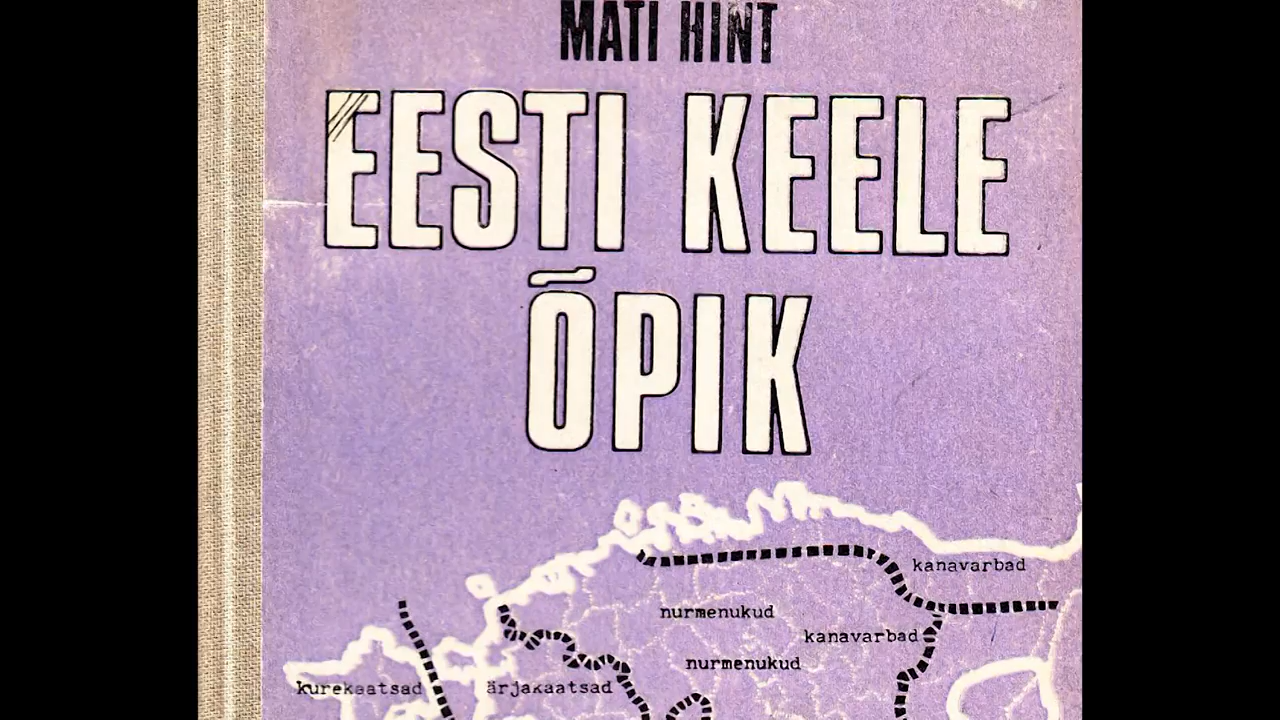 MATI HINT
EESTI KEELE
ÕPIK
kanavarbad
nurmenukud
kanavarbad
nurmenukud
kurekaatsad
ärjakaatsad